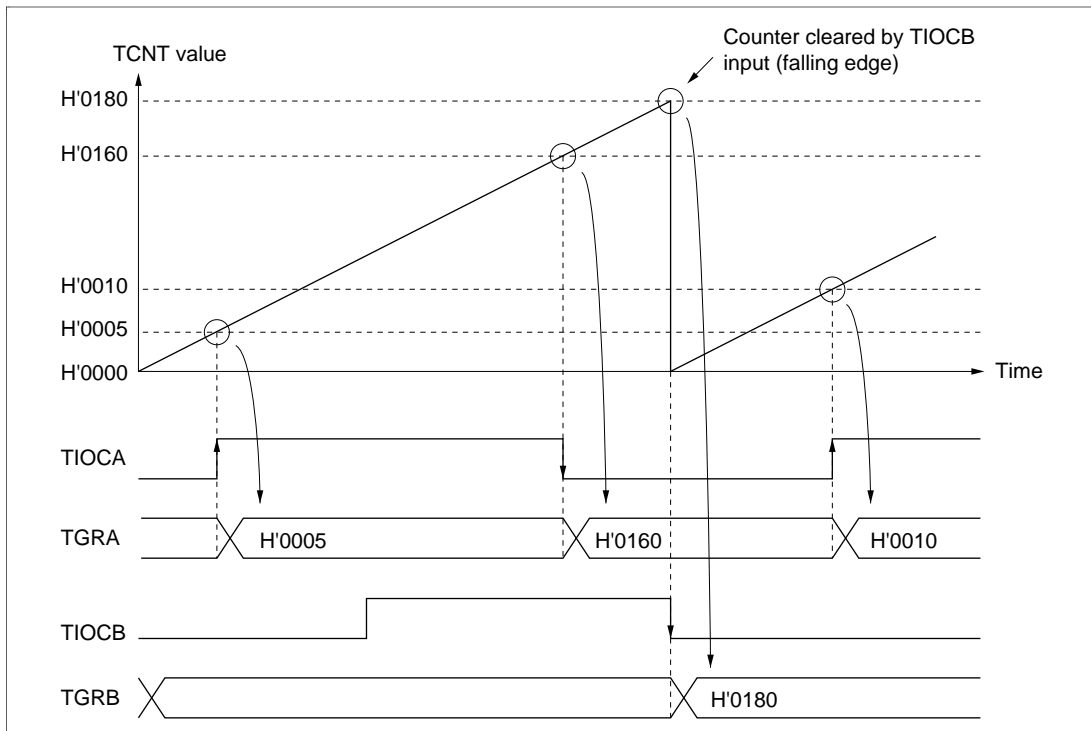 Counter cleared by TIOCB
input (falling edge)
TCNT value
H'0180
H'0160
H'0010
H'0005
H'0000
Time
TIOCA
TGRA
H'0005
H'0160
H'0010
TIOCB
TGRB
H'0180